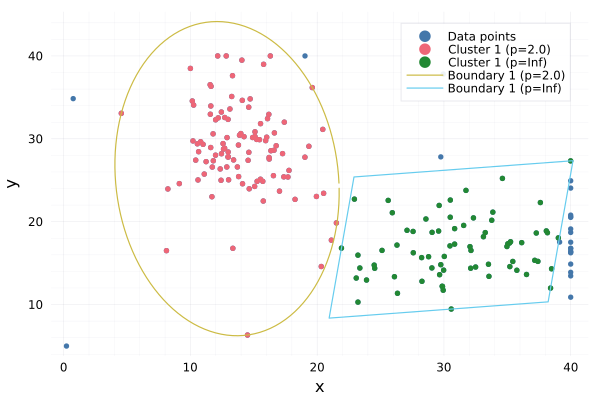 Data points
Cluster 1 (p=2.0)
Cluster 1 (p=Inf)
Boundary 1 (p=2.0)
Boundary 1 (p=Inf)
40
30
20
10
y
0
10
20
30
40
x